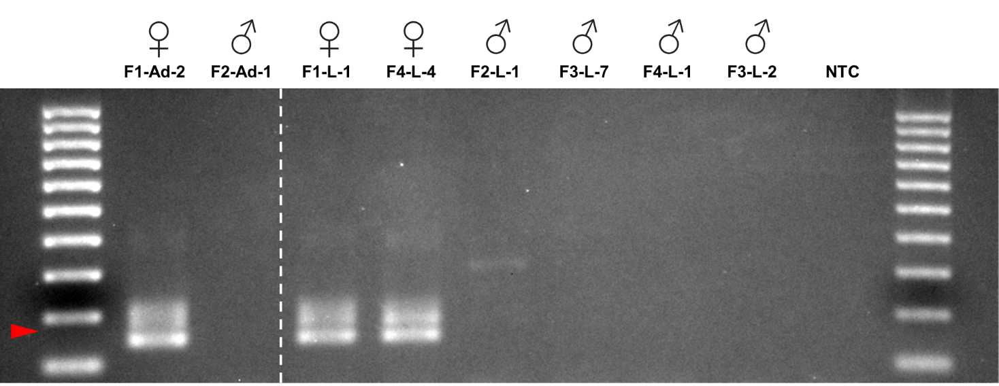 ♀ ♂ ♀ ♀ ♂ ♂ ♂ ♂
F1-Ad-2 F2-Ad-1 F1-L-1 F4-L-4 F2-L-1 F3-L-7 F4-L-1 F3-L-2 NTC